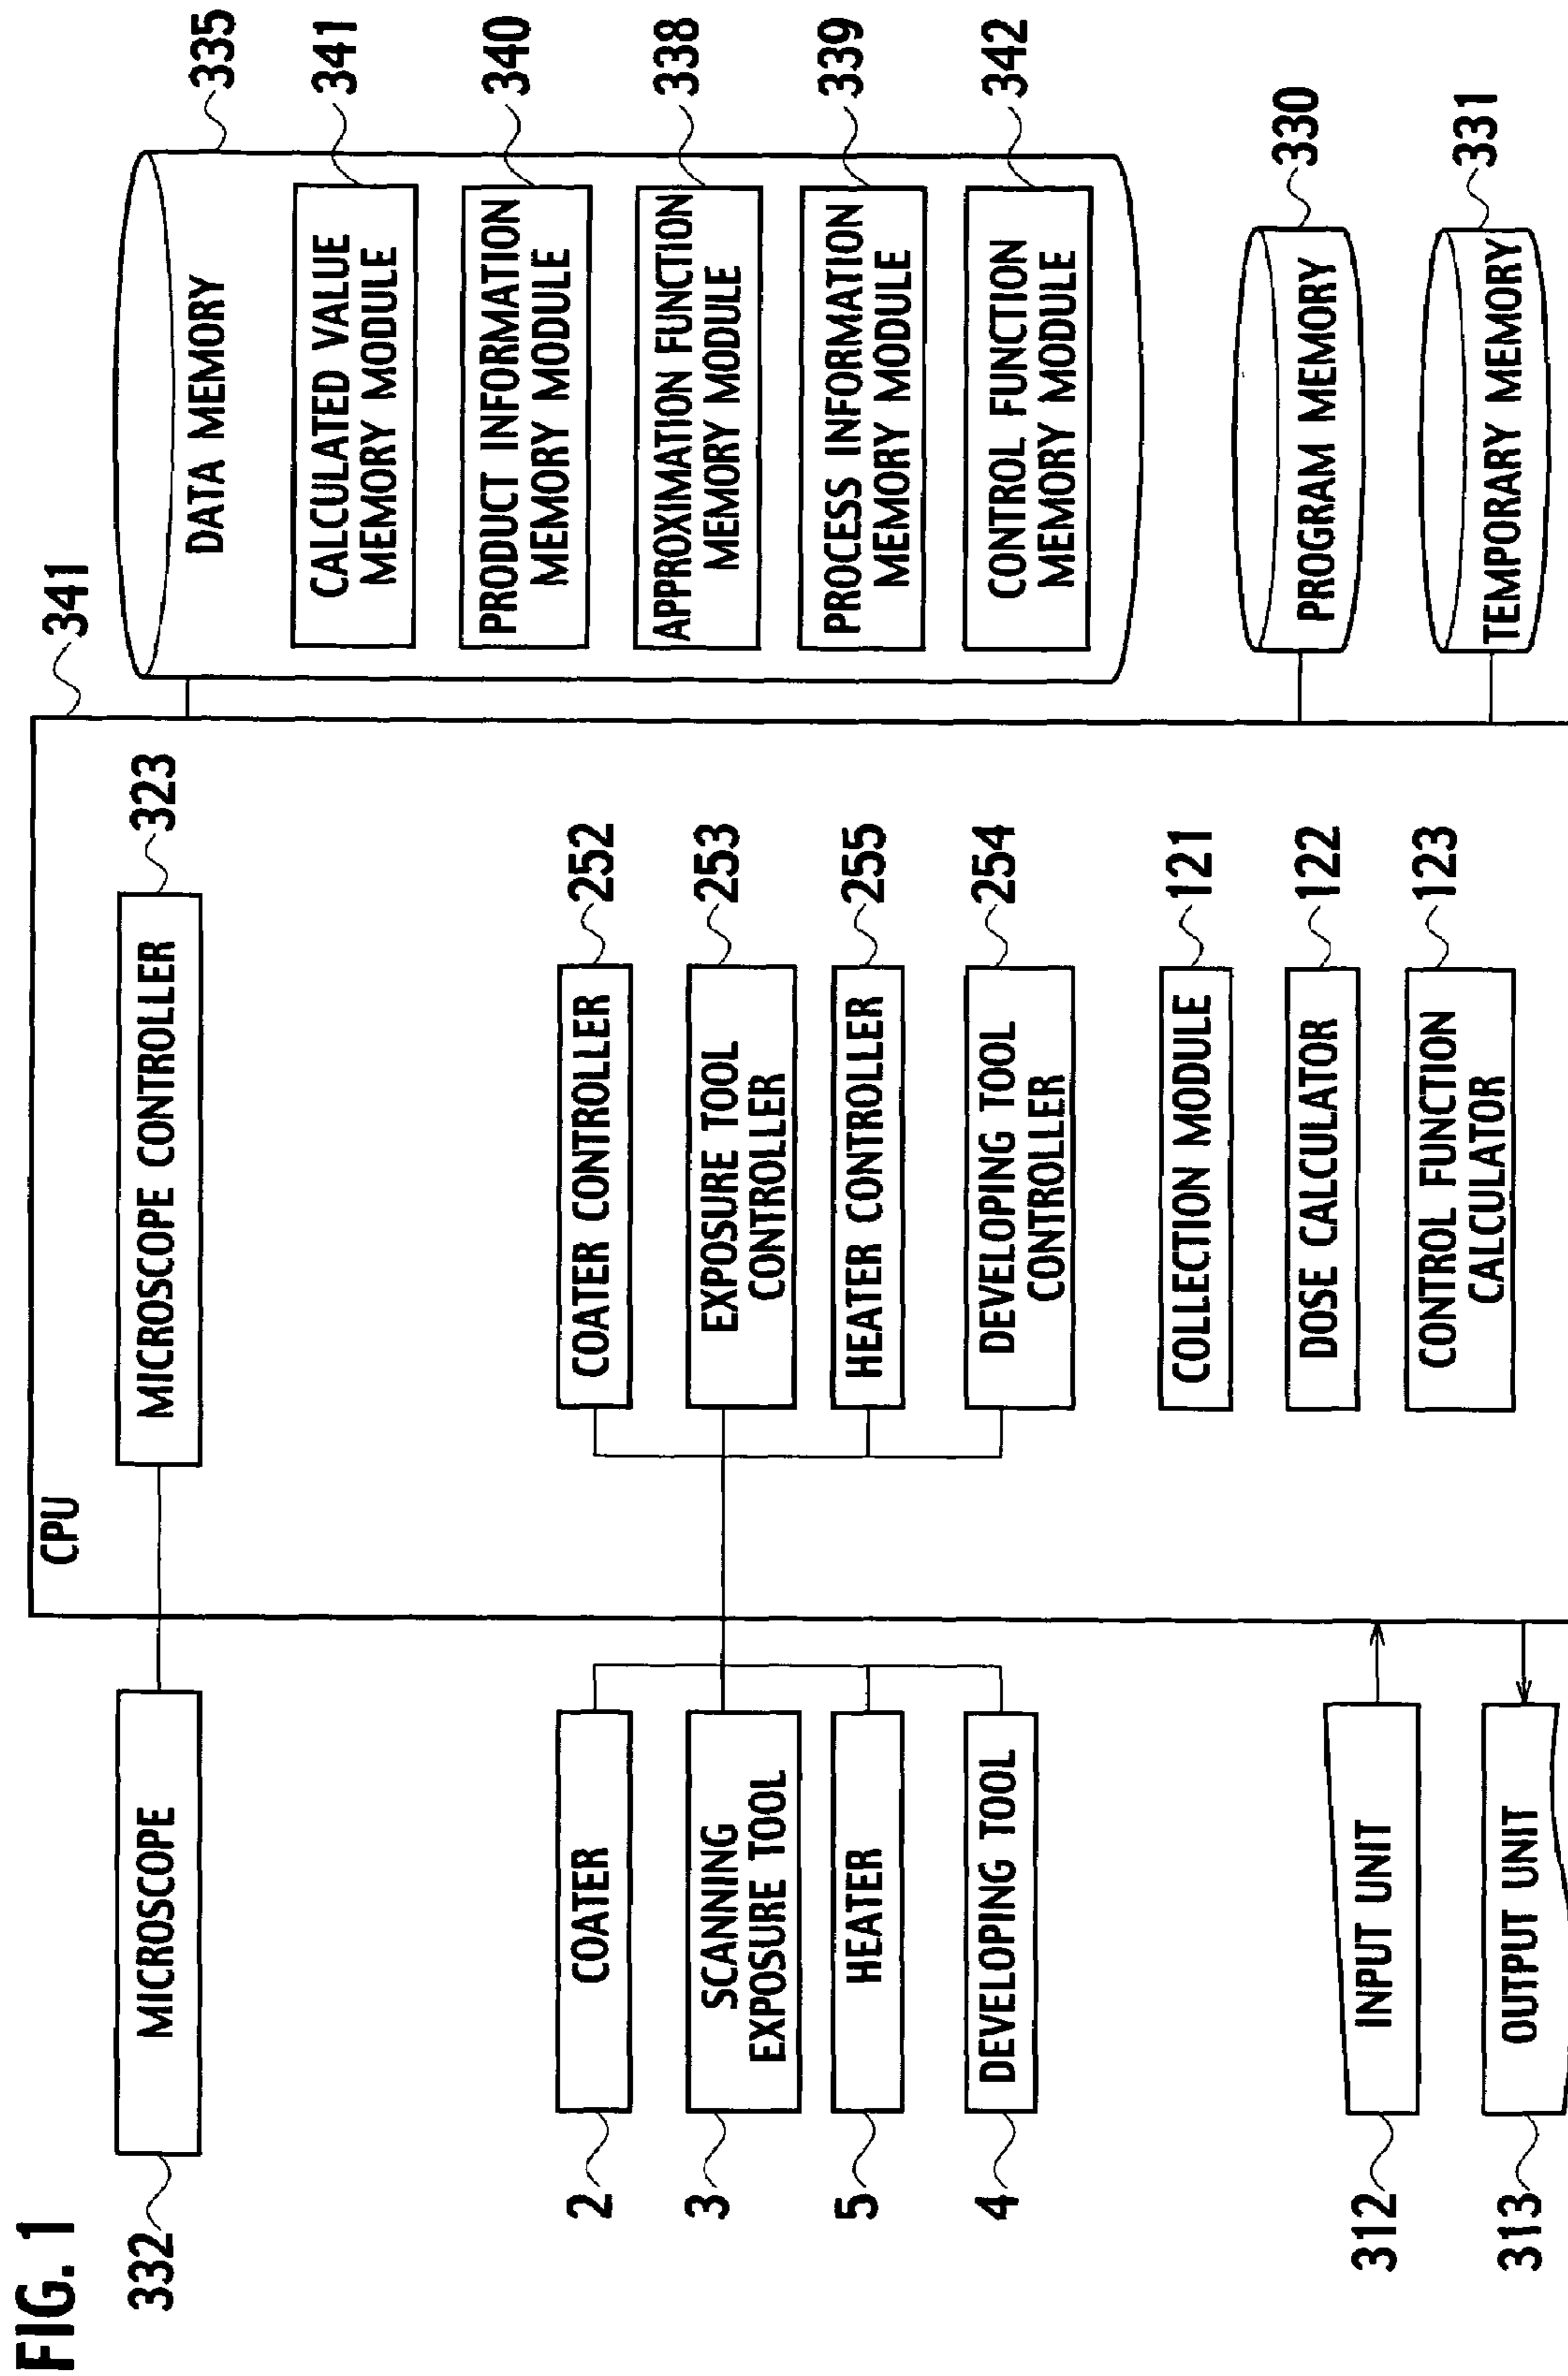 FIG. 1
341
CPU
332
MICROSCOPE
MICROSCOPE CONTROLLER
323
2
COATER
COATER CONTROLLER
252
3
SCANNING
EXPOSURE TOOL
EXPOSURE TOOL
CONTROLLER
253
5
HEATER
HEATER CONTROLLER
255
4
DEVELOPING TOOL
DEVELOPING TOOL
CONTROLLER
254
COLLECTION MODULE
121
DOSE CALCULATOR
122
CONTROL FUNCTION
CALCULATOR
123
312
INPUT UNIT
313
OUTPUT UNIT
335
DATA MEMORY
CALCULATED VALUE
MEMORY MODULE
341
PRODUCT INFORMATION
MEMORY MODULE
340
APPROXIMATION FUNCTION
MEMORY MODULE
338
PROCESS INFORMATION
MEMORY MODULE
339
CONTROL FUNCTION
MEMORY MODULE
342
PROGRAM MEMORY
330
TEMPORARY MEMORY
331